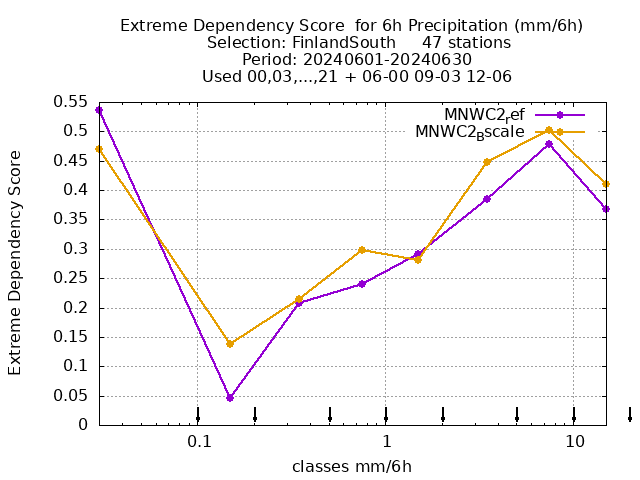 Extreme Dependency Score  for 6h Precipitation (mm/6h)
Selection: FinlandSouth     47 stations
Period: 20240601-20240630
Used 00,03,...,21 + 06-00 09-03 12-06
MNWC2ref
MNWC2Bscale
0.55
0.5
0.45
0.4
0.35
0.3
0.25
0.2
0.15
0.1
0.05
0
Extreme Dependency Score
0.1 1 10
classes mm/6h